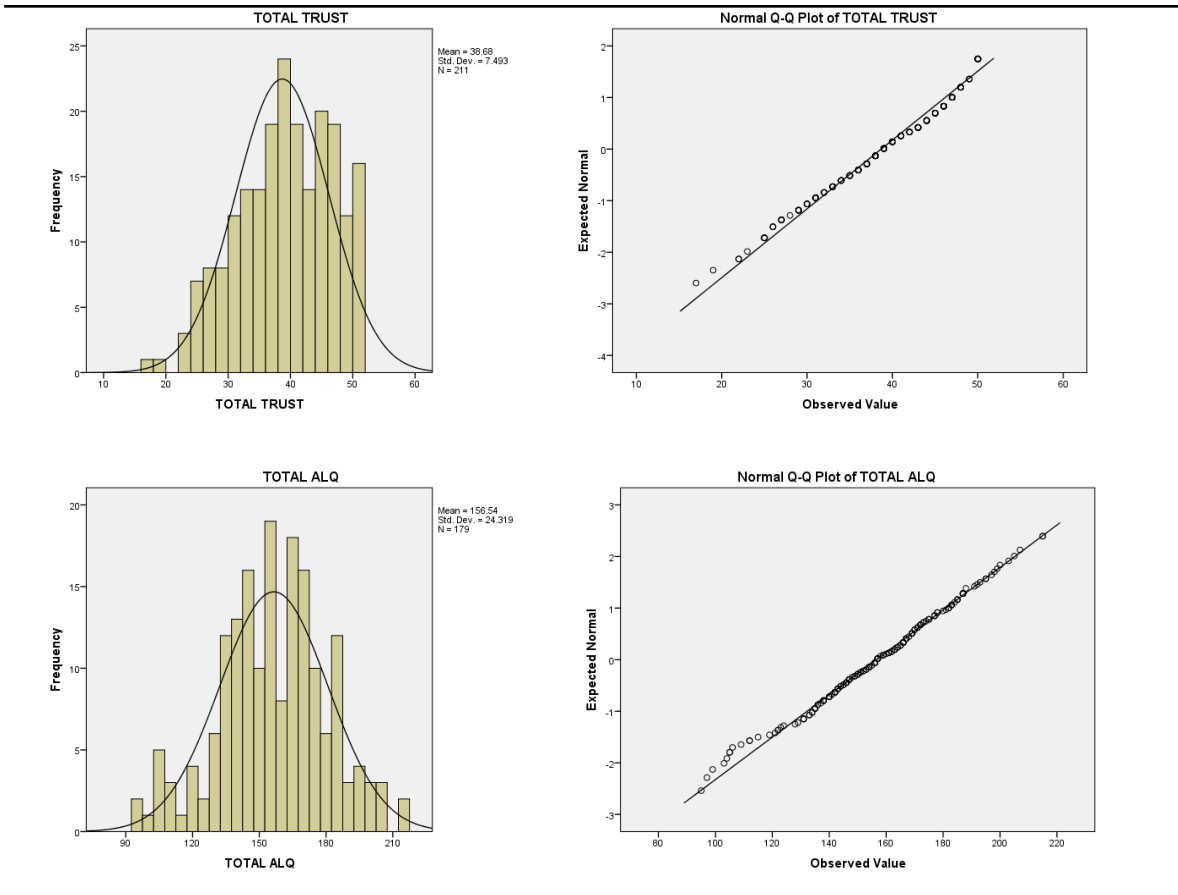 TOTAL TRUST
25
20
15
10
5
0
Frequency
10 20 30 40 50 60
TOTAL TRUST
Mean = 38.68
Std. Dev. = 7.493
N = 211
Normal Q-Q Plot of TOTAL TRUST
2
1
0
-1
-2
-3
-4
Expected Normal
10 20 30 40 50 60
Observed Value
TOTAL ALQ
20
15
10
5
0
Frequency
90 120 150 180 210
TOTAL ALQ
Mean = 156.54
Std. Dev. = 24.319
N = 179
Normal Q-Q Plot of TOTAL ALQ
3
2
1
0
-1
-2
-3
Expected Normal
80 100 120 140 160 180 200 220
Observed Value